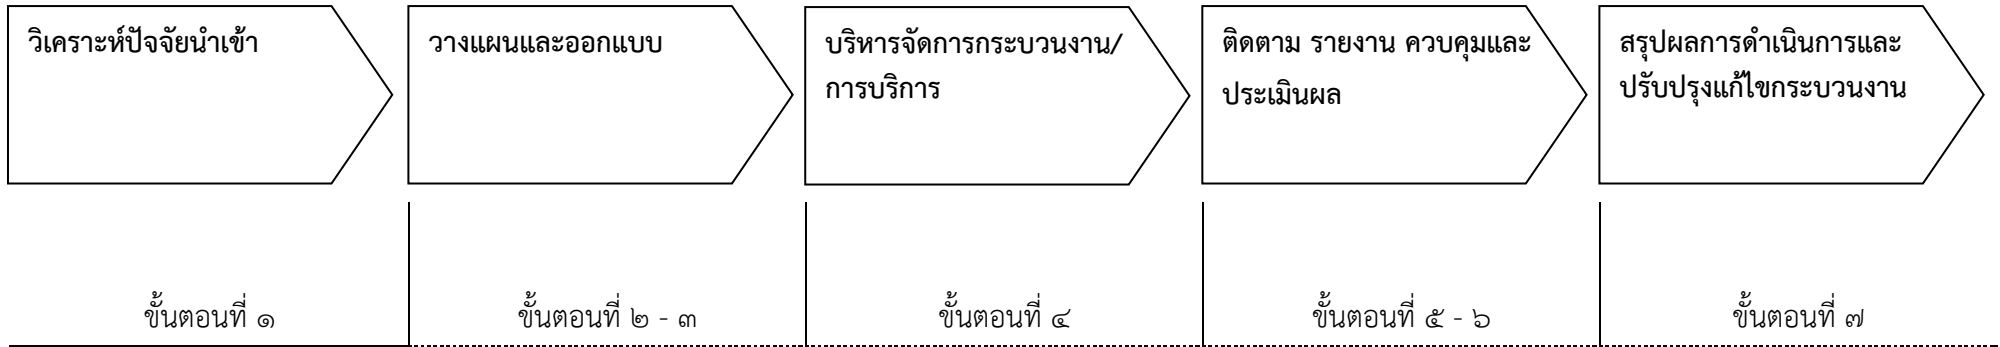 วิเคราะห์ปัจจัยนำเข้า
วางแผนและออกแบบ
บริหารจัดการกระบวนงาน/
การบริการ
ติดตาม รายงาน ควบคุมและ
ประเมินผล
สรุปผลการดำเนินการและ
ปรับปรุงแก้ไขกระบวนงาน
ขั้นตอนที่ ๑
ขั้นตอนที่ ๒ - ๓
ขั้นตอนที่ ๔
ขั้นตอนที่ ๕ - ๖
ขั้นตอนที่ ๗